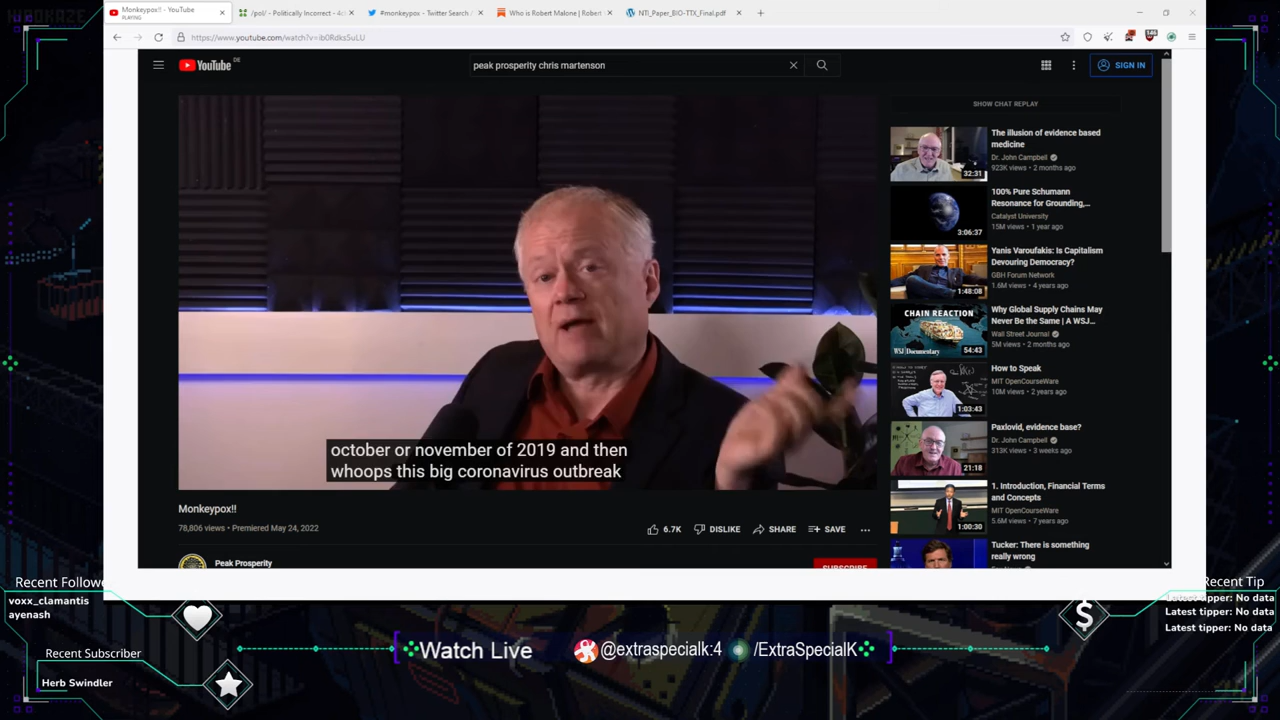 Monkeypox!! - YouTube
PLAYING
/pol/ - Politically Incorrect - 4c
#monkeypox - Twitter Search /
Who is Robert Malone | Robert
NTI_Paper_BIO-TTX_Final.pdf
https://www.youtube.com/watch?v=ib0RdksSuLU
146
YouTube DE
peak prosperity chris martenson
SIGN IN
SHOW CHAT REPLAY
The illusion of evidence based
medicine
Dr. John Campbell
923K views • 2 months ago
32:31
100% Pure Schumann
Resonance for Grounding,...
Catalyst University
15M views • 1 year ago
3:06:37
Yanis Varoufakis: Is Capitalism
Devouring Democracy?
GBH Forum Network
1.6M views • 4 years ago
1:48:08
CHAIN REACTION
WSJ Documentary
54:43
Why Global Supply Chains May
Never Be the Same | A WSJ...
Wall Street Journal
5M views • 2 months ago
How to Speak
MIT OpenCourseWare
10M views • 2 years ago
1:03:43
Paxlovid, evidence base?
Dr. John Campbell
313K views • 3 weeks ago
21:18
1. Introduction, Financial Terms
and Concepts
MIT OpenCourseWare
5.6M views • 7 years ago
1:00:30
Tucker: There is something
really wrong
october or november of 2019 and then
whoops this big coronavirus outbreak
Monkeypox!!
78,806 views • Premiered May 24, 2022
6.7K
DISLIKE
SHARE
SAVE
Peak Prosperity
SUBSCRIBE
Recent Followe
voxx_clamantis
ayenash
Recent Subscriber
Herb Swindler
Watch Live
@extraspecialk:4
/ExtraSpecialK
Recent Tip
Latest tipper: No data
Latest tipper: No data
Latest tipper: No data